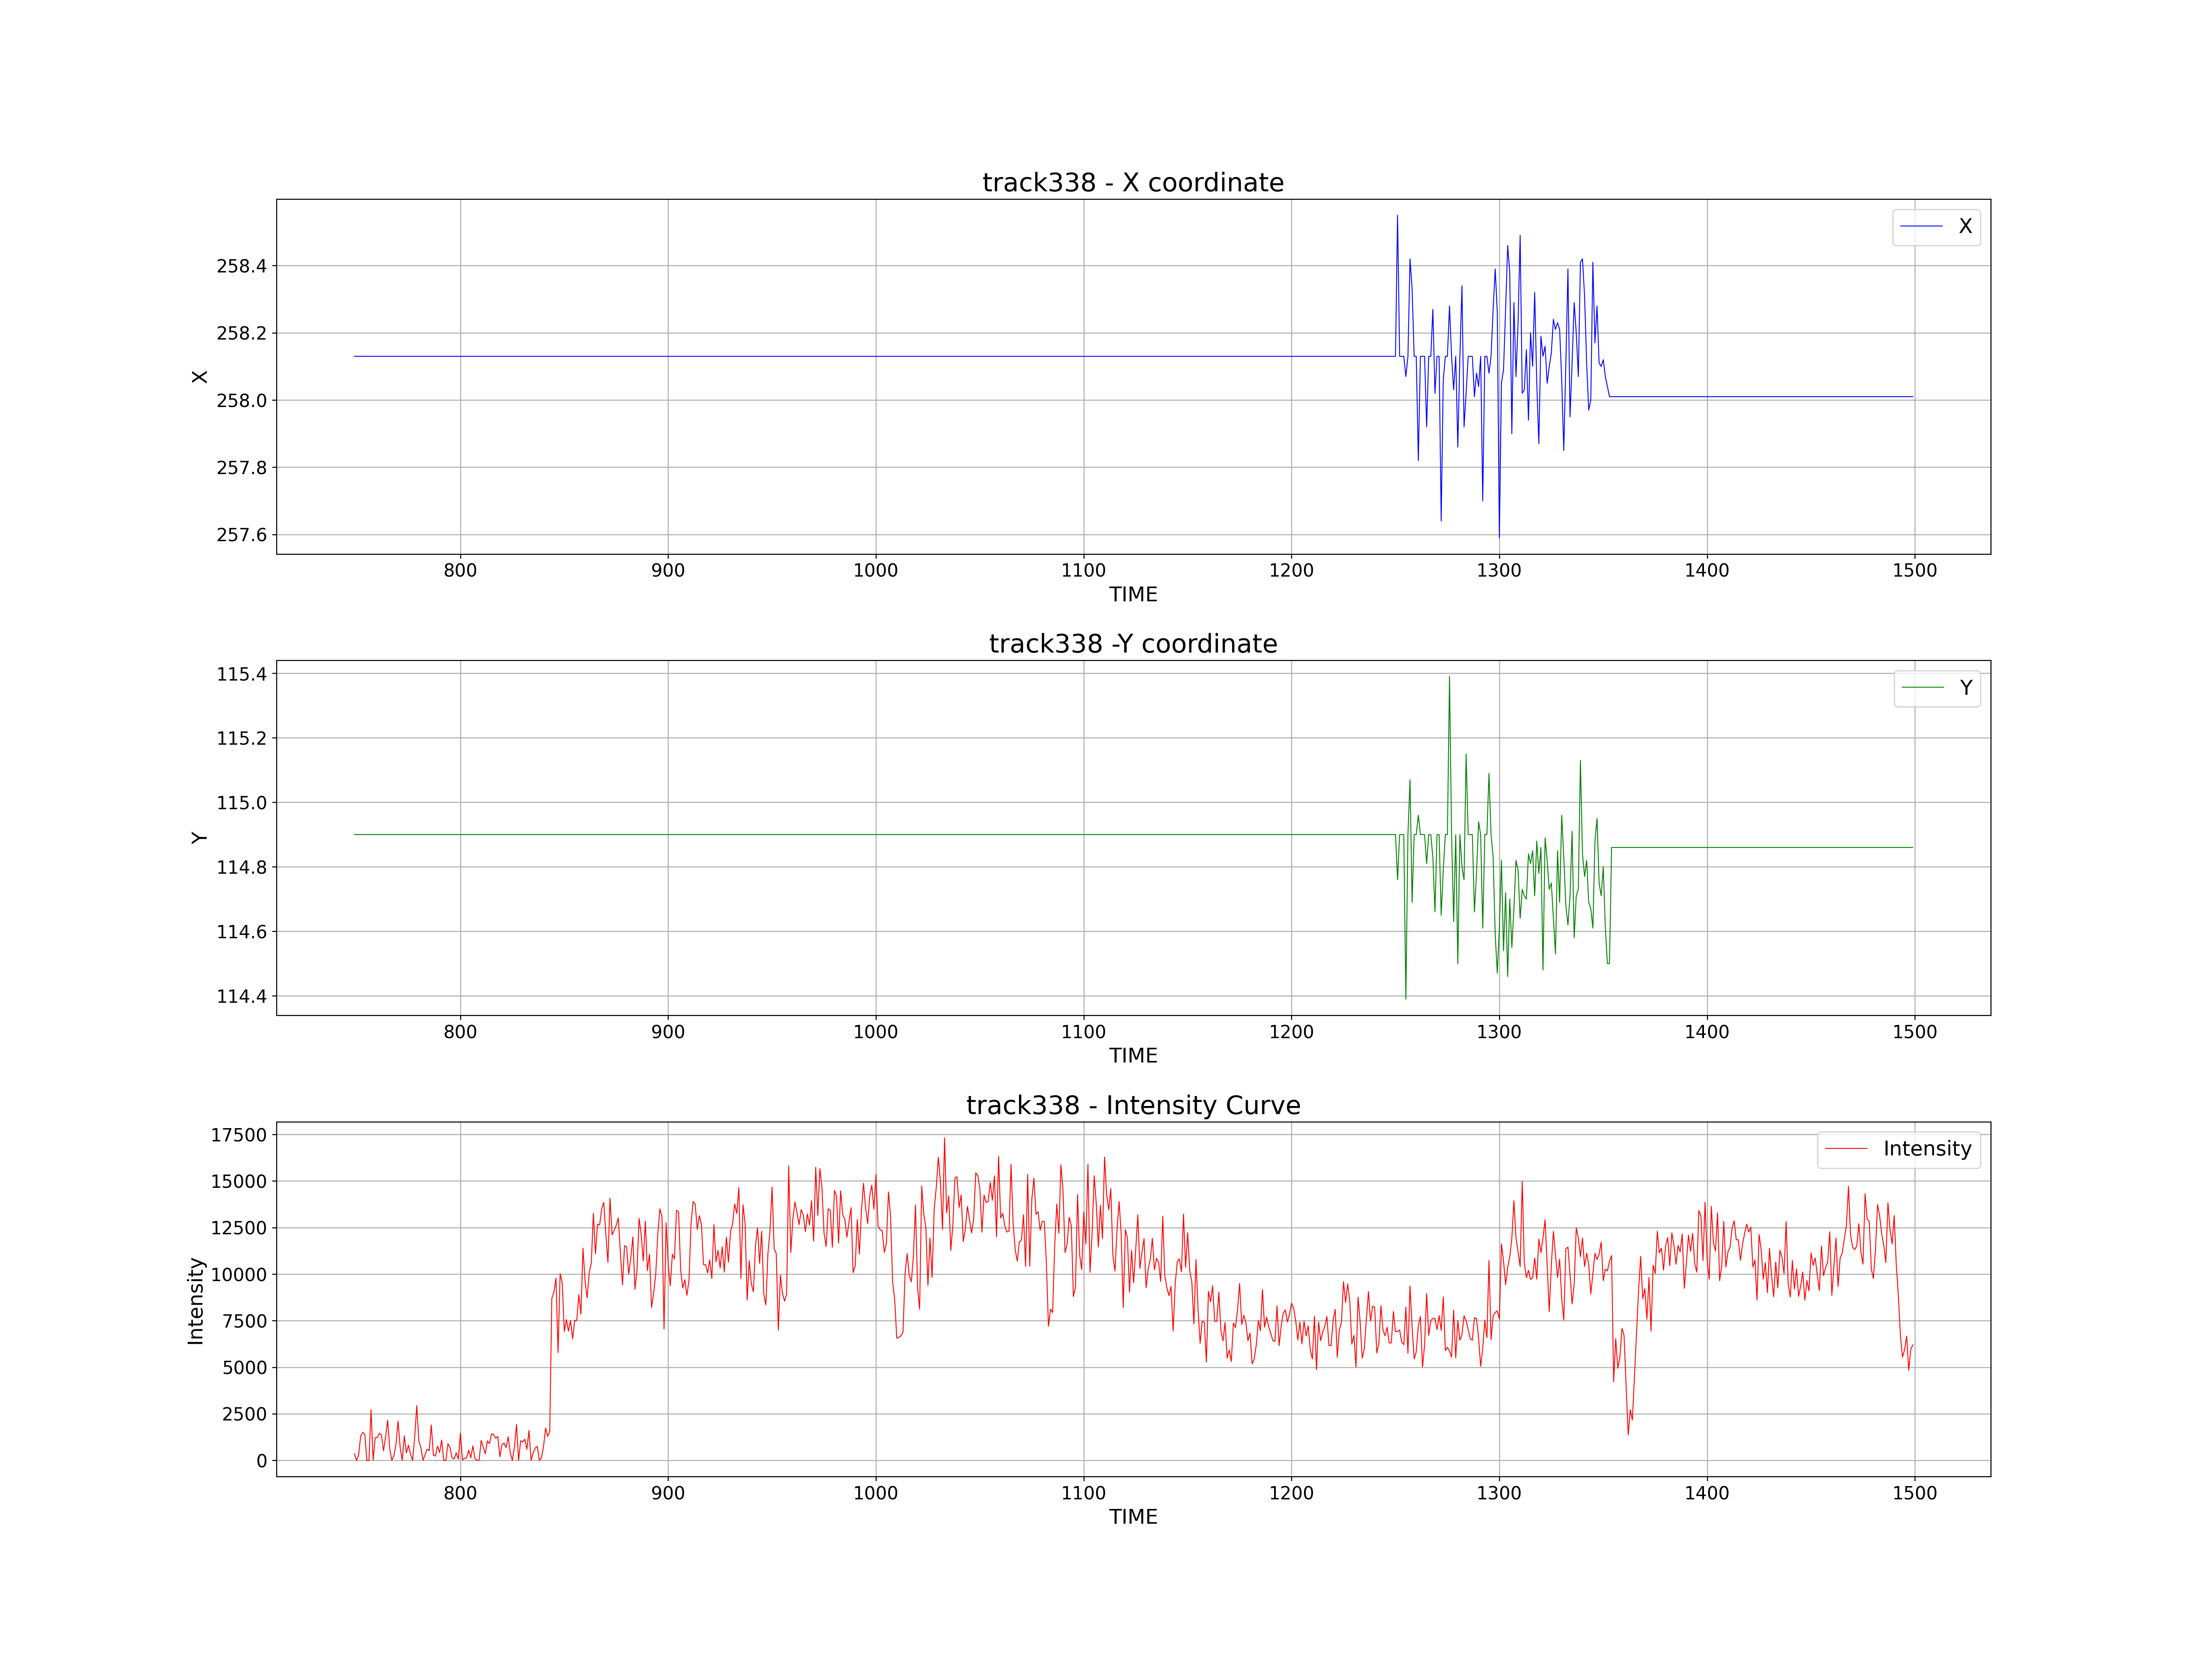 track338 - X coordinate
X
258.4
258.2
258.0
257.8
257.6
X
800 900 1000 1100 1200 1300 1400 1500
TIME
track338 -Y coordinate
Y
115.4
115.2
115.0
114.8
114.6
114.4
Y
800 900 1000 1100 1200 1300 1400 1500
TIME
track338 - Intensity Curve
Intensity
17500
15000
12500
10000
7500
5000
2500
0
Intensity
800 900 1000 1100 1200 1300 1400 1500
TIME